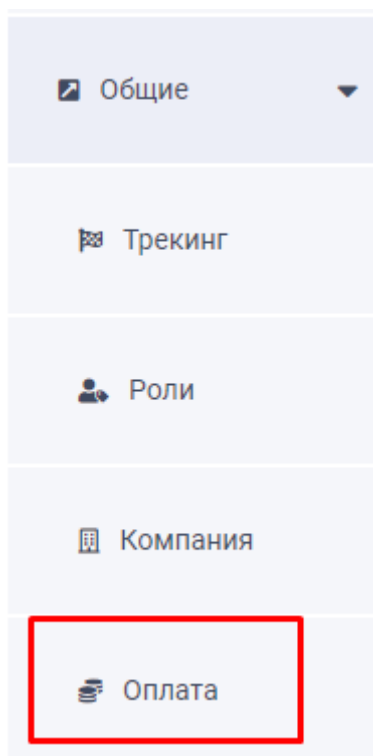 Общие
Трекинг
Роли
Компания
Оплата